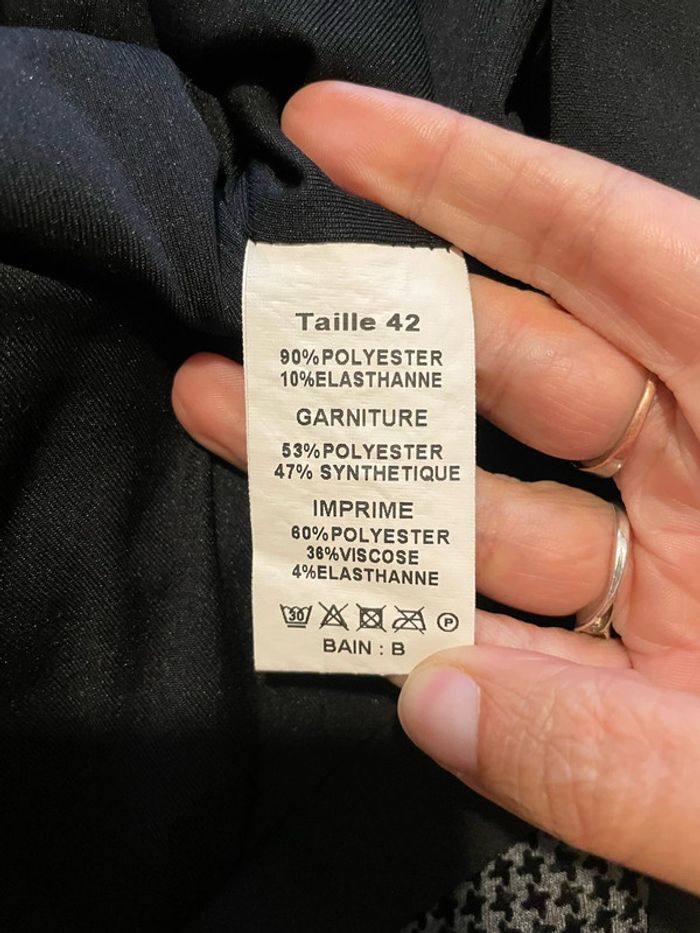 Taille 42
90%POLYESTER
10%ELASTHANNE
GARNITURE
53%POLYESTER
47% SYNTHETIQUE
IMPRIME
60%POLYESTER
36%VISCOSE
4%ELASTHANNE
30 P
BAIN : B